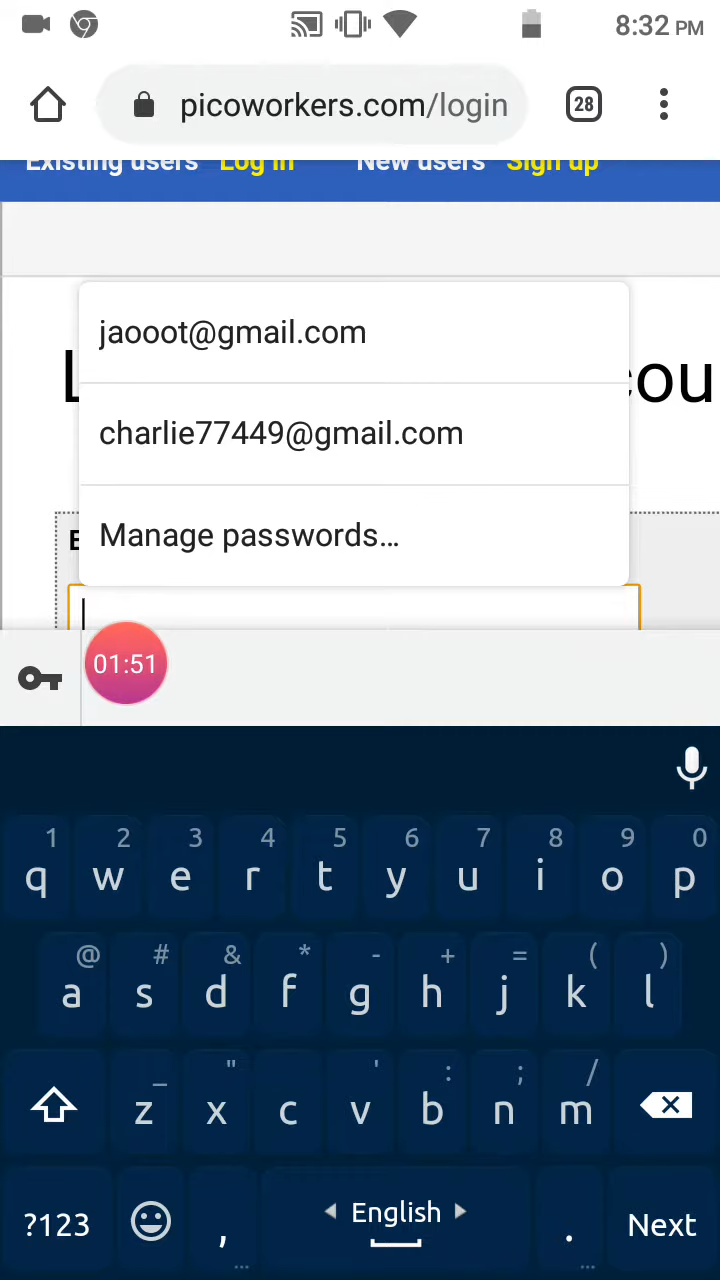 8:32 PM
picoworkers.com/login
28
Existing users Log in New users Sign up
jaooot@gmail.com
charlie77449@gmail.com
Manage passwords...
01:51
1 2 3 4 5 6 7 8 9 0
q w e r t y u i o p
@ # & * - + = ( )
a s d f g h j k l
_ " ' : ; /
z x c v b n m
?123 , English . Next